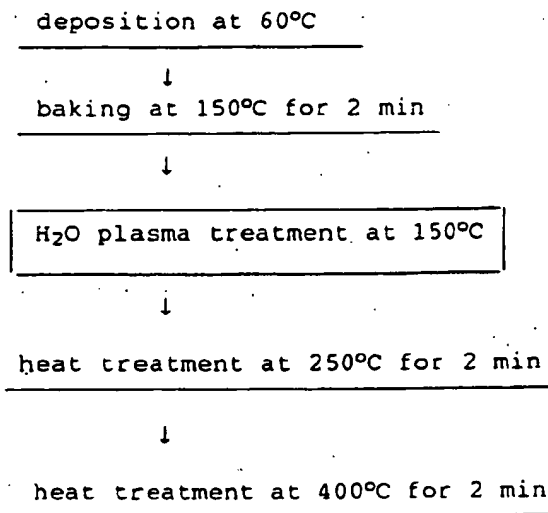 deposition at 60°C
↓
baking at 150°C for 2 min
↓
H₂O plasma treatment at 150°C
↓
heat treatment at 250°C for 2 min
↓
heat treatment at 400°C for 2 min